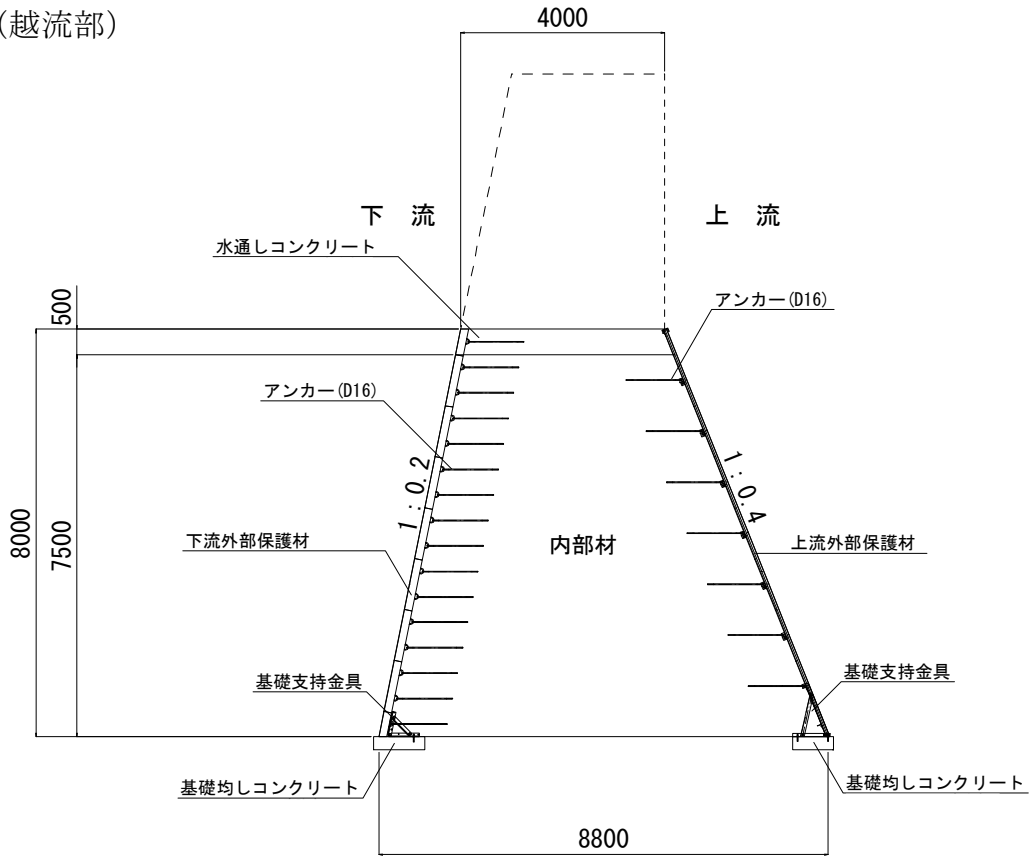 (越流部)
4000
下 流
上 流
水通しコンクリート
アンカー(D16)
500
アンカー(D16)
1:0.2
1:0.4
8000
7500
下流外部保護材
内部材
上流外部保護材
基礎支持金具
基礎支持金具
基礎均しコンクリート
基礎均しコンクリート
8800